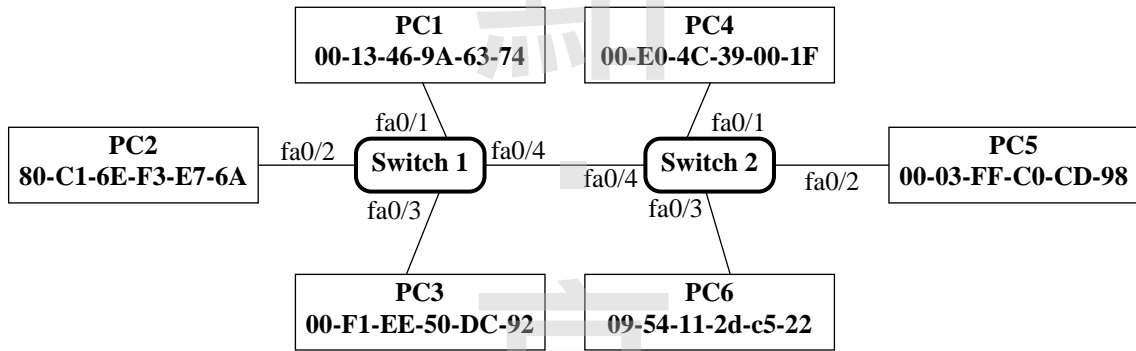 PC1
00-13-46-9A-63-74
PC4
00-E0-4C-39-00-1F
fa0/1
fa0/1
PC2
80-C1-6E-F3-E7-6A
fa0/2
Switch 1
fa0/4
fa0/4
Switch 2
fa0/2
PC5
00-03-FF-C0-CD-98
fa0/3
fa0/3
PC3
00-F1-EE-50-DC-92
PC6
09-54-11-2d-c5-22